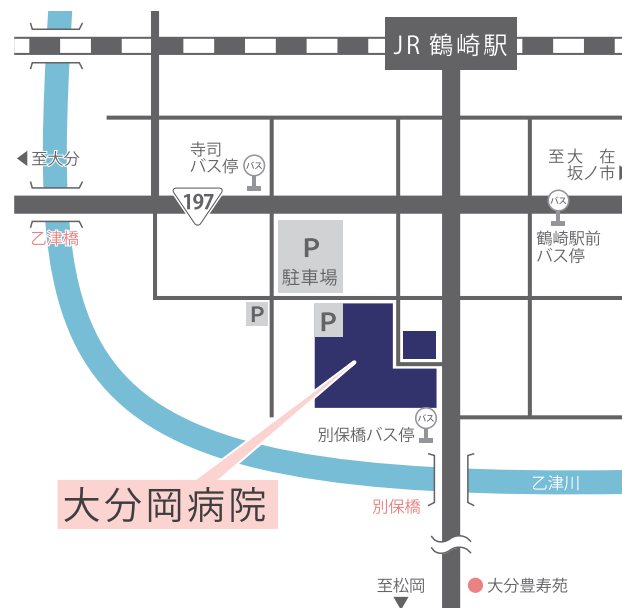 JR 鶴崎駅
寺司
バス停
バス
至大分
至大 在
坂ノ市
197
バス
乙津橋
鶴崎駅前
バス停
P
駐車場
P
P
バス
別保橋バス停
大分岡病院
乙津川
別保橋
至松岡
大分豊寿苑